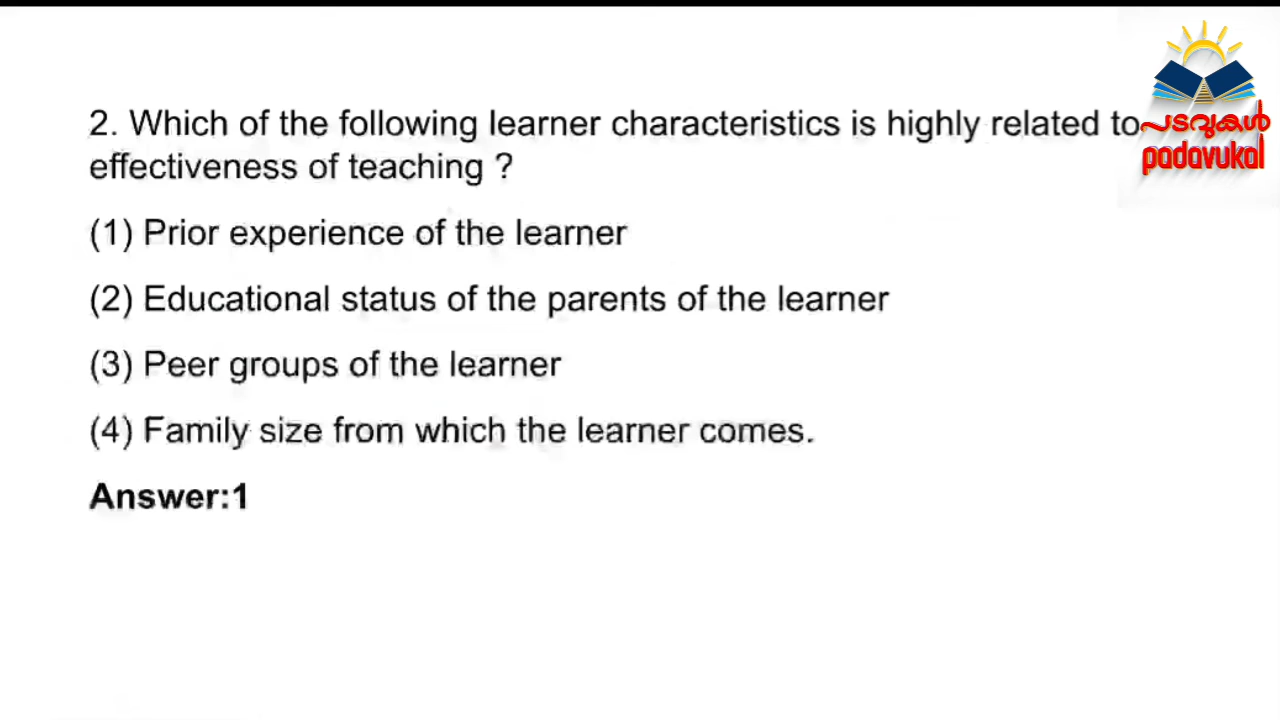 2. Which of the following learner characteristics is highly related to
effectiveness of teaching ?
(1) Prior experience of the learner
(2) Educational status of the parents of the learner
(3) Peer groups of the learner
(4) Family size from which the learner comes.
Answer:1
പടവുകൾ
padavukal